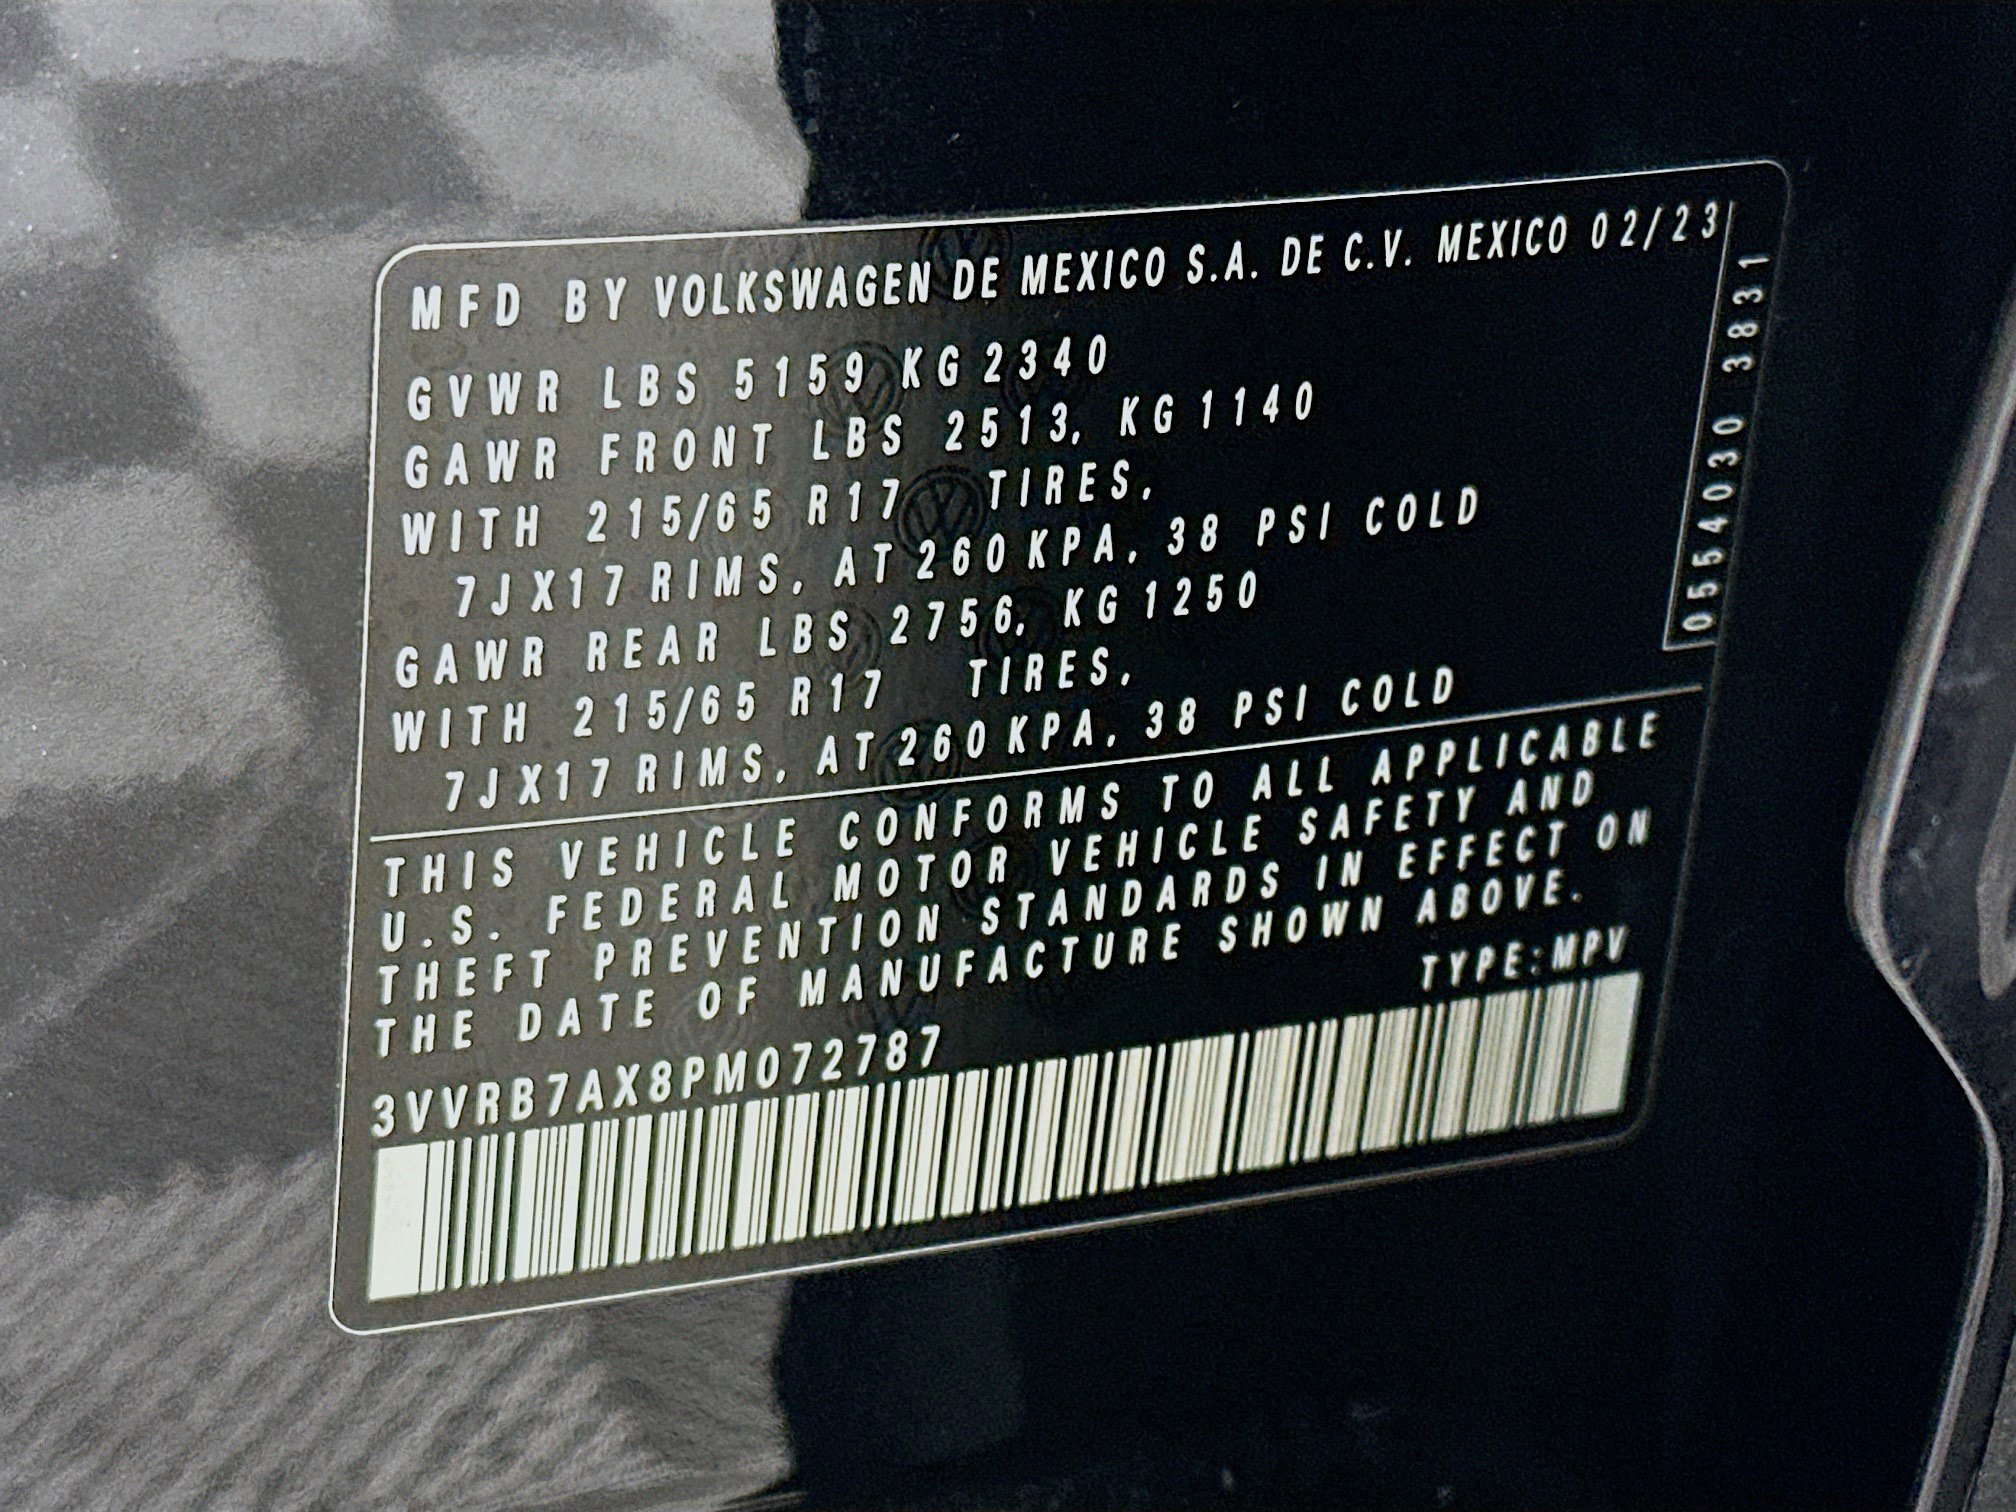 MFD BY VOLKSWAGEN DE MEXICO S.A. DE C.V. MEXICO 02/23
GVWR LBS 5159 KG 2340
GAWR FRONT LBS 2513, KG 1140
WITH 215/65 R17 TIRES,
7JX17 RIMS, AT 260 KPA, 38 PSI COLD
GAWR REAR LBS 2756, KG 1250
WITH 215/65 R17 TIRES,
7JX17 RIMS, AT 260 KPA, 38 PSI COLD
0554030 3831
THIS VEHICLE CONFORMS TO ALL APPLICABLE
U.S. FEDERAL MOTOR VEHICLE SAFETY AND
THEFT PREVENTION STANDARDS IN EFFECT ON
THE DATE OF MANUFACTURE SHOWN ABOVE.
TYPE:MPV
3VVRB7AX8PM072787